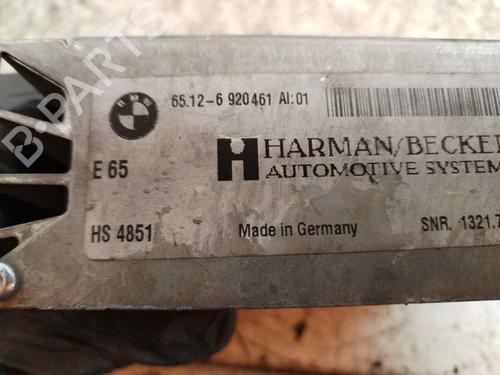 BMW
65.12-6 920461 AI:01
E 65
HARMAN/BECKER
AUTOMOTIVE SYSTEM
HS 4851
Made in Germany
SNR. 1321.7
B-PARTS